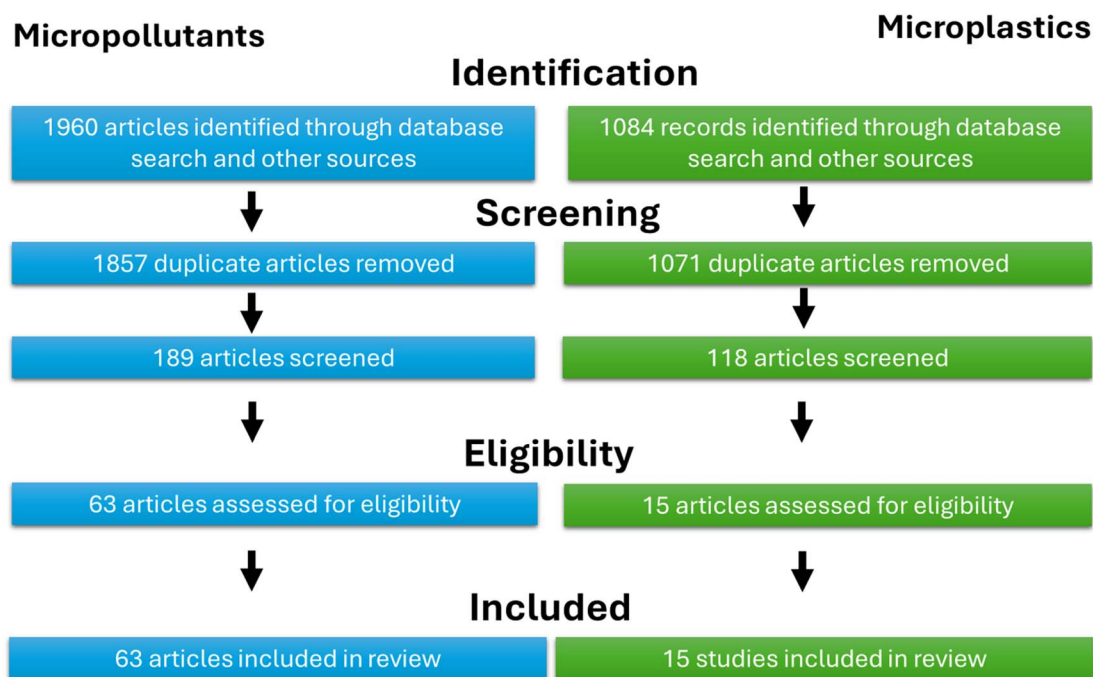 Micropollutants
Microplastics
Identification
1960 articles identified through database
search and other sources
1084 records identified through database
search and other sources
Screening
1857 duplicate articles removed
1071 duplicate articles removed
189 articles screened
118 articles screened
Eligibility
63 articles assessed for eligibility
15 articles assessed for eligibility
Included
63 articles included in review
15 studies included in review